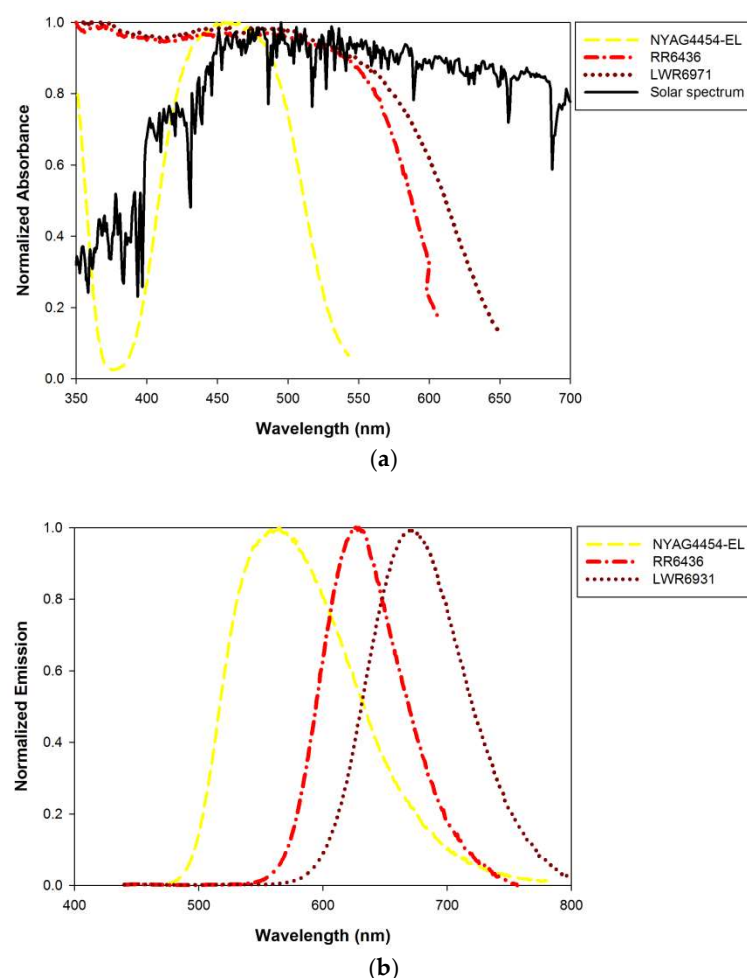 NYAG4454-EL
RR6436
LWR6971
Solar spectrum
Normalized Absorbance
1.0
0.8
0.6
0.4
0.2
0.0
350 400 450 500 550 600 650 700
Wavelength (nm)
(a)
NYAG4454-EL
RR6436
LWR6931
Normalized Emission
1.0
0.8
0.6
0.4
0.2
0.0
400 500 600 700 800
Wavelength (nm)
(b)